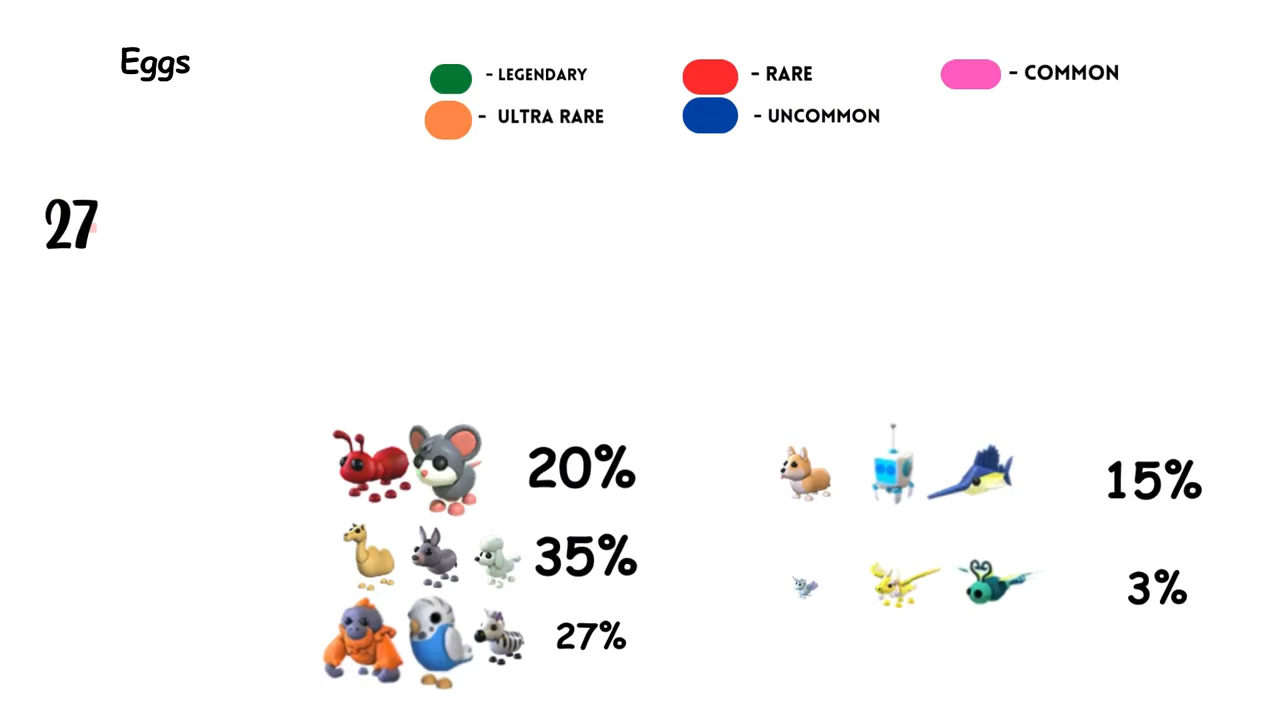 Eggs
- LEGENDARY
- RARE
- COMMON
- ULTRA RARE
- UNCOMMON
27
20%
15%
35%
3%
27%